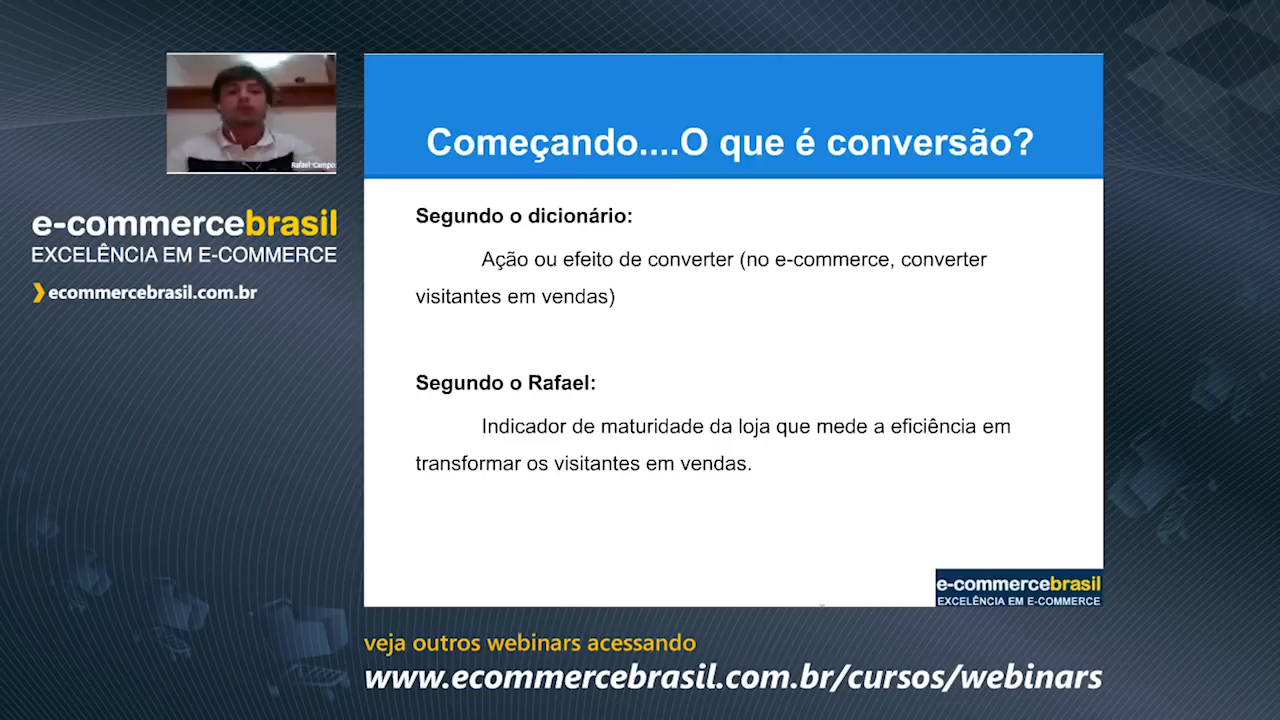 Rafael Campo
e-commercebrasil
EXCELÊNCIA EM E-COMMERCE
ecommercebrasil.com.br
Começando....O que é conversão?
Segundo o dicionário:
Ação ou efeito de converter (no e-commerce, converter
visitantes em vendas)
Segundo o Rafael:
Indicador de maturidade da loja que mede a eficiência em
transformar os visitantes em vendas.
e-commercebrasil
EXCELÊNCIA EM E-COMMERCE
veja outros webinars acessando
www.ecommercebrasil.com.br/cursos/webinars